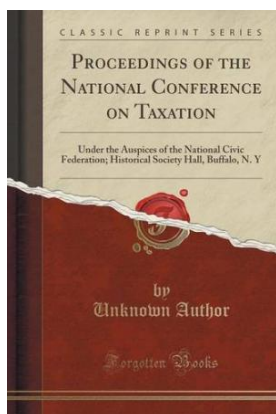 CLASSIC REPRINT SERIES
PROCEEDINGS OF THE
NATIONAL CONFERENCE
ON TAXATION
Under the Auspices of the National Civic
Federation; Historical Society Hall, Buffalo, N. Y
by
Unknown Author
Forgotten Books